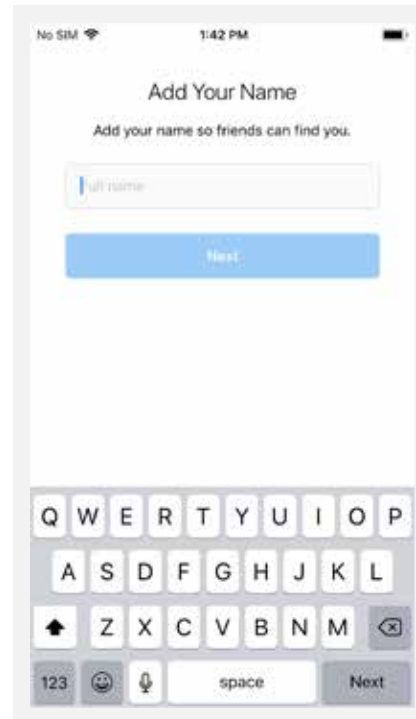 No SIM 1:42 PM
Add Your Name
Add your name so friends can find you.
Full name
Next
Q W E R T Y U I O P
A S D F G H J K L
Z X C V B N M
123 space Next